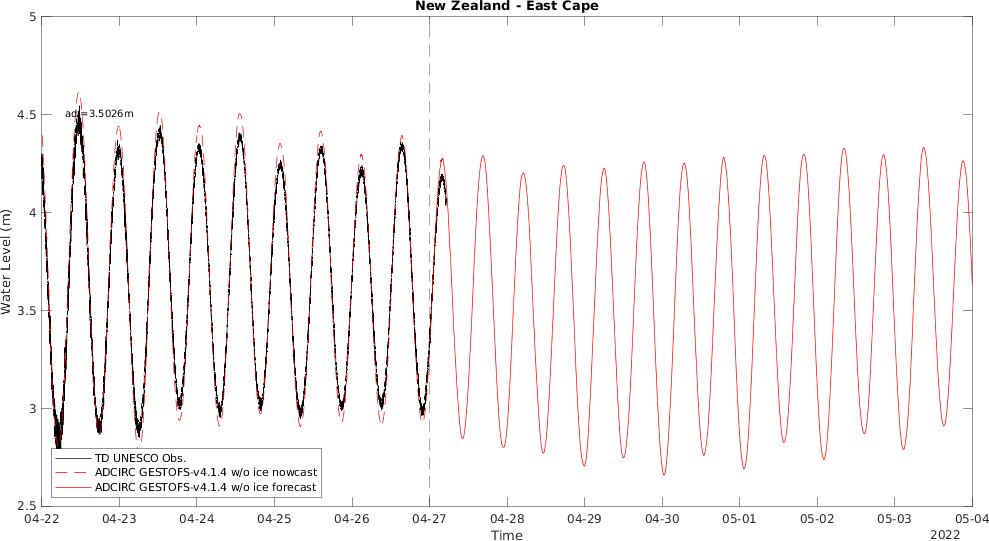 New Zealand - East Cape
5
4.5
4
3.5
3
2.5
Water Level (m)
adj=3.5026m
TD UNESCO Obs.
ADCIRC GESTOFS-v4.1.4 w/o ice nowcast
ADCIRC GESTOFS-v4.1.4 w/o ice forecast
04-22 04-23 04-24 04-25 04-26 04-27 04-28 04-29 04-30 05-01 05-02 05-03 05-04
Time
2022